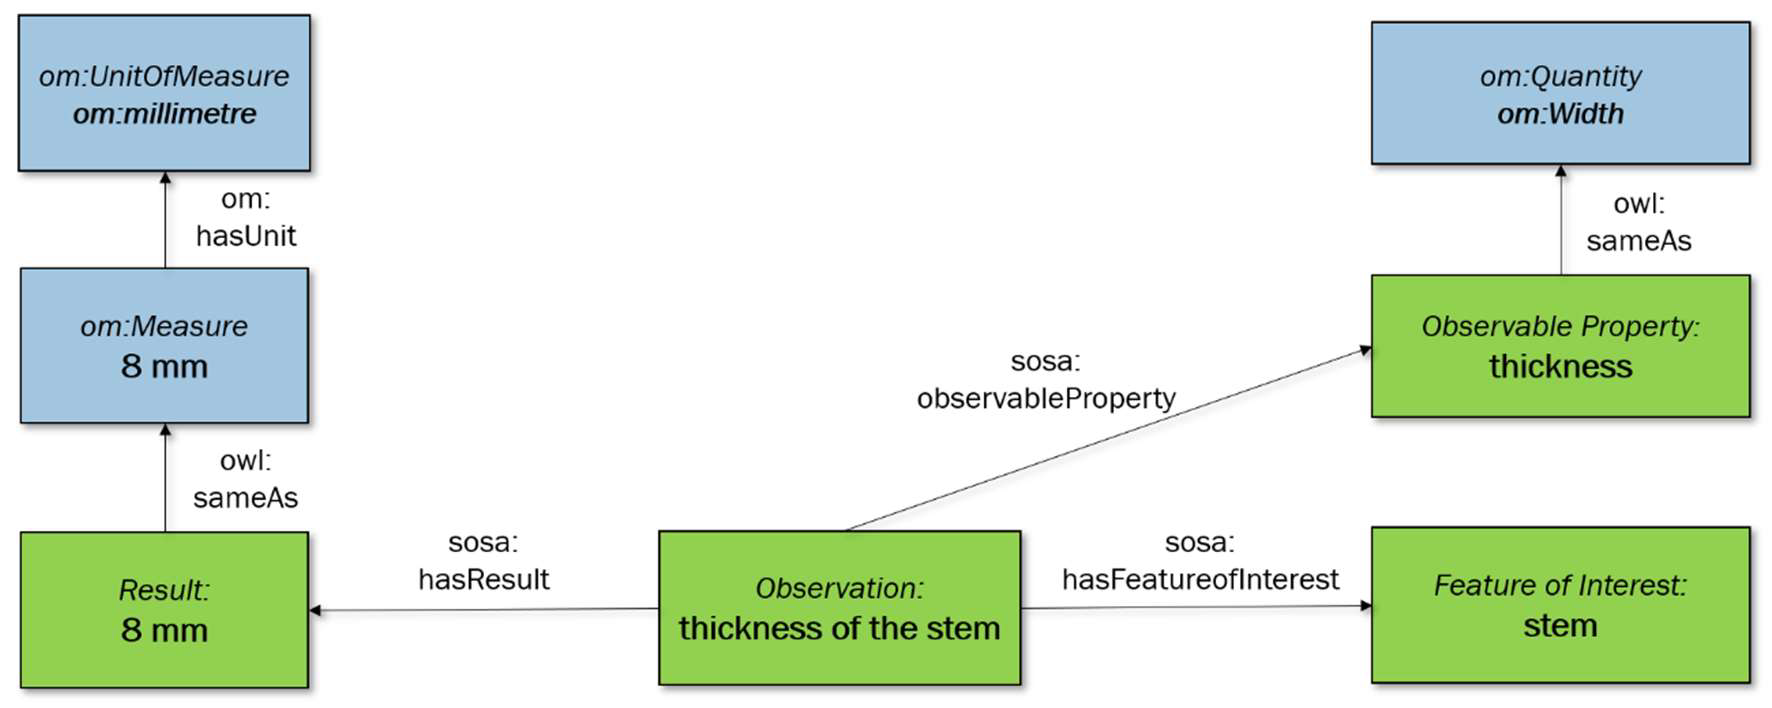 om:UnitOfMeasure
om:millimetre
om:Quantity
om:Width
om:
hasUnit
owl:
sameAs
om:Measure
8 mm
sosa:
observableProperty
Observable Property:
thickness
owl:
sameAs
sosa:
hasResult
sosa:
hasFeatureofInterest
Result:
8 mm
Observation:
thickness of the stem
Feature of Interest:
stem